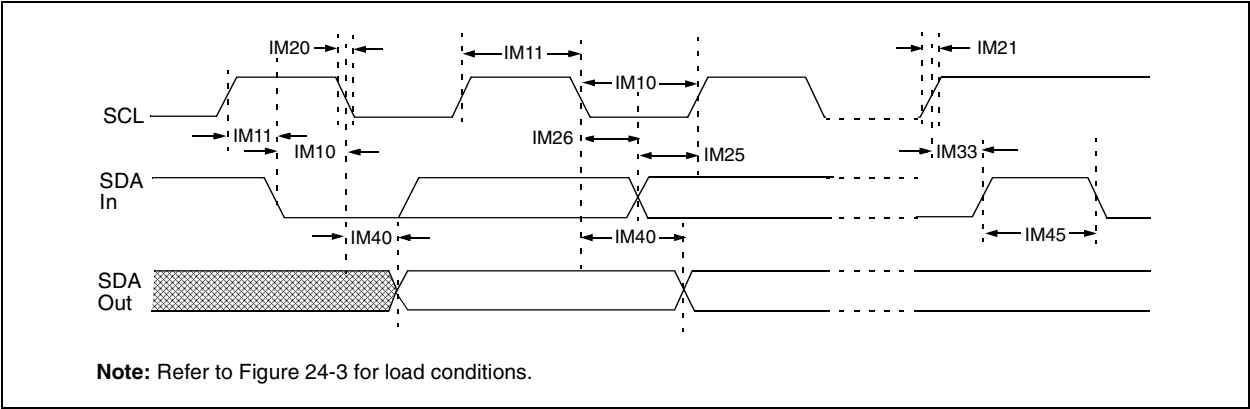 IM20
IM11
IM21
IM10
SCL
IM11
IM10
IM26
IM25
IM33
SDA
In
IM40
IM40
IM45
SDA
Out
Note: Refer to Figure 24-3 for load conditions.